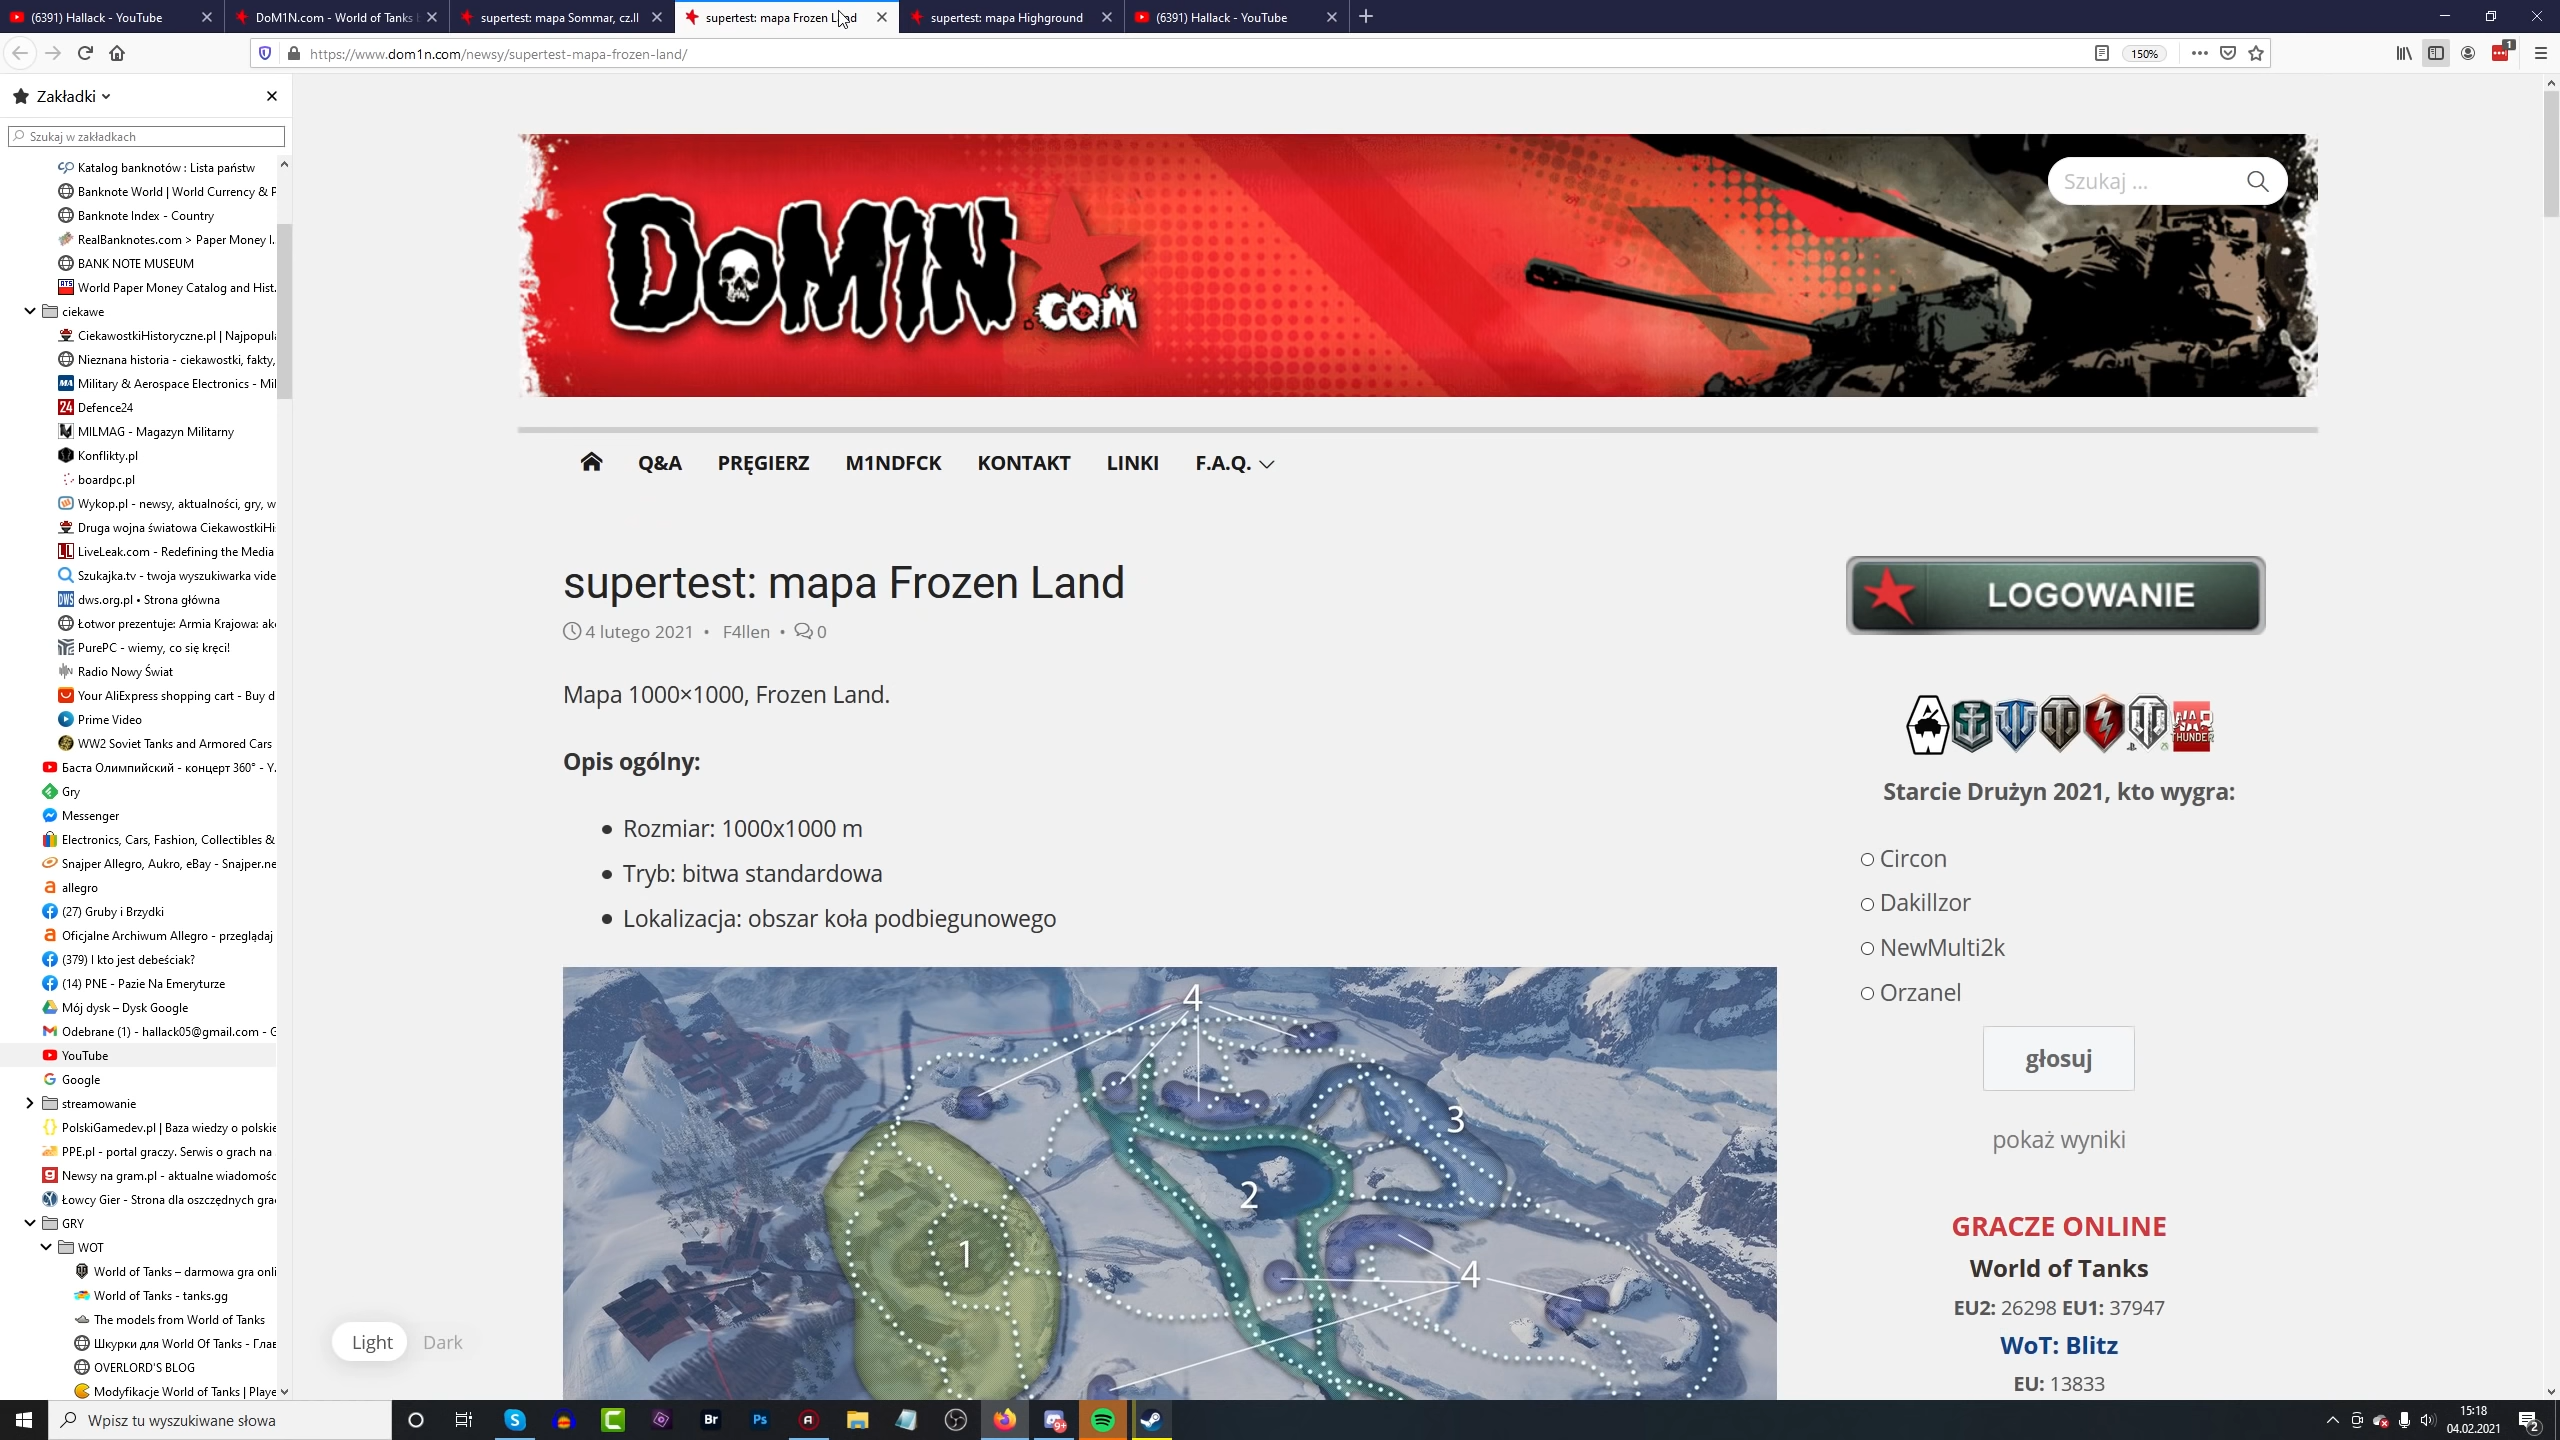 (6391) Hallack - YouTube
DoM1N.com - World of Tanks
supertest: mapa Sommar, cz.II
supertest: mapa Frozen Land
supertest: mapa Highground
(6391) Hallack - YouTube
https://www.dom1n.com/newsy/supertest-mapa-frozen-land/
150%
1
Zakładki
Szukaj w zakładkach
Katalog banknotów : Lista państw
Banknote World | World Currency & P
Banknote Index - Country
RealBanknotes.com > Paper Money I...
BANK NOTE MUSEUM
World Paper Money Catalog and Hist...
ciekawe
CiekawostkiHistoryczne.pl | Najpopula
Nieznana historia - ciekawostki, fakty,
Military & Aerospace Electronics - Mil
Defence24
MILMAG - Magazyn Militarny
Konflikty.pl
boardpc.pl
Wykop.pl - newsy, aktualności, gry, w
Druga wojna światowa CiekawostkiHi
LiveLeak.com - Redefining the Media
Szukajka.tv - twoja wyszukiwarka vide
dws.org.pl • Strona główna
Łotwor prezentuje: Armia Krajowa: ak
PurePC - wiemy, co się kręci!
Radio Nowy Świat
Your AliExpress shopping cart - Buy d
Prime Video
WW2 Soviet Tanks and Armored Cars
Баста Олимпийский - концерт 360° - Y...
Gry
Messenger
Electronics, Cars, Fashion, Collectibles &
Snajper Allegro, Aukro, eBay - Snajper.ne
allegro
(27) Gruby i Brzydki
Oficjalne Archiwum Allegro - przeglądaj
(379) I kto jest debeściak?
(14) PNE - Pazie Na Emeryturze
Mój dysk – Dysk Google
Odebrane (1) - hallack05@gmail.com - G
YouTube
Google
streamowanie
PolskiGamedev.pl | Baza wiedzy o polskie
PPE.pl - portal graczy. Serwis o grach na
Newsy na gram.pl - aktualne wiadomośc
Łowcy Gier - Strona dla oszczędnych gra
GRY
WOT
World of Tanks – darmowa gra onli
World of Tanks - tanks.gg
The models from World of Tanks
Шкурки для World Of Tanks - Глав
OVERLORD'S BLOG
Modyfikacje World of Tanks | Playe
DoM1N.com
Szukaj ...
Q&A
PRĘGIERZ
M1NDFCK
KONTAKT
LINKI
F.A.Q.
supertest: mapa Frozen Land
4 lutego 2021 • F4llen • 0
Mapa 1000×1000, Frozen Land.
Opis ogólny:
• Rozmiar: 1000x1000 m
• Tryb: bitwa standardowa
• Lokalizacja: obszar koła podbiegunowego
4
3
2
1
4
Light
Dark
LOGOWANIE
WAR THUNDER
Starcie Drużyn 2021, kto wygra:
Circon
Dakillzor
NewMulti2k
Orzanel
głosuj
pokaż wyniki
GRACZE ONLINE
World of Tanks
EU2: 26298 EU1: 37947
WoT: Blitz
EU: 13833
Wpisz tu wyszukiwane słowa
Br
Ps
9+
15:18
04.02.2021
2